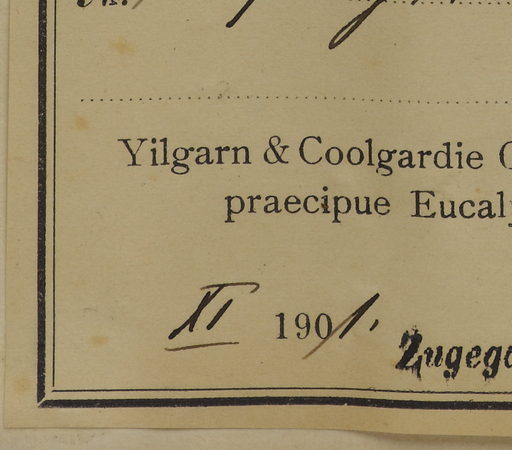 Yilgarn & Coolgardie
praecipue
XI 1901.